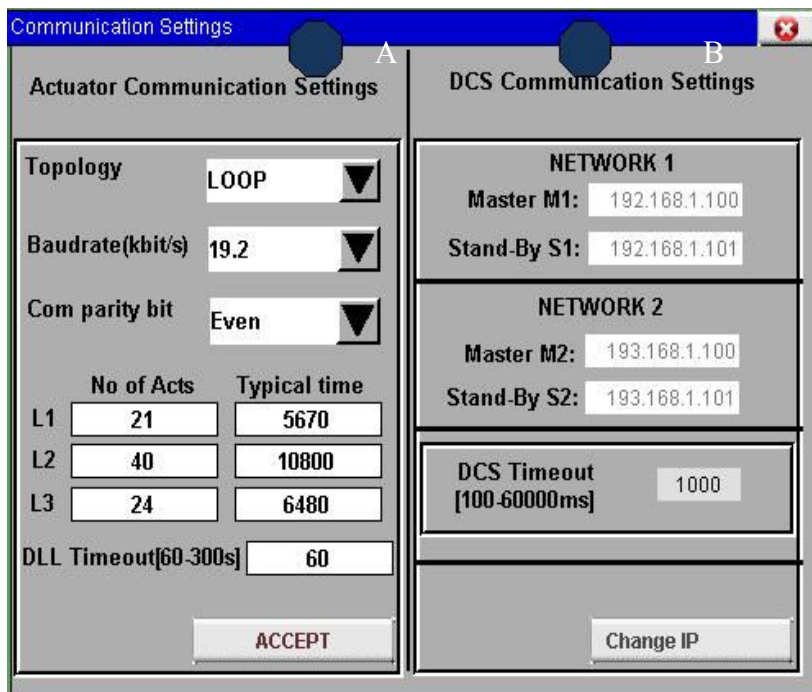 Communication Settings
A
B
Actuator Communication Settings
Topology
LOOP
Baudrate(kbit/s)
19.2
Com parity bit
Even
No of Acts Typical time
L1 21 5670
L2 40 10800
L3 24 6480
DLL Timeout[60-300s] 60
ACCEPT
DCS Communication Settings
NETWORK 1
Master M1: 192.168.1.100
Stand-By S1: 192.168.1.101
NETWORK 2
Master M2: 193.168.1.100
Stand-By S2: 193.168.1.101
DCS Timeout
[100-60000ms]
1000
Change IP